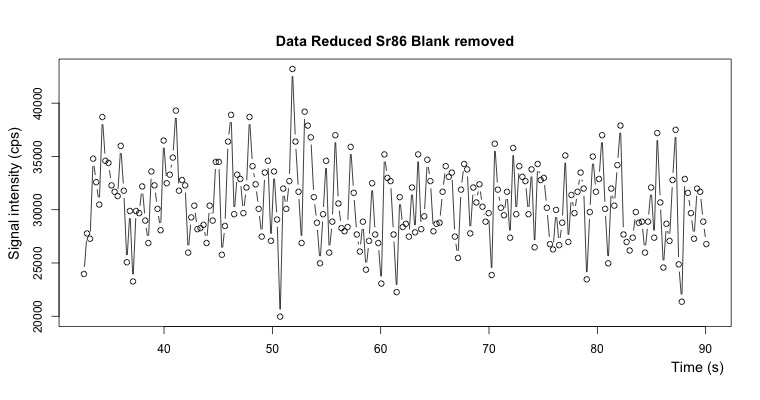 Data Reduced Sr86 Blank removed
Signal intensity (cps)
40000
35000
30000
25000
20000
40 50 60 70 80 90
Time (s)